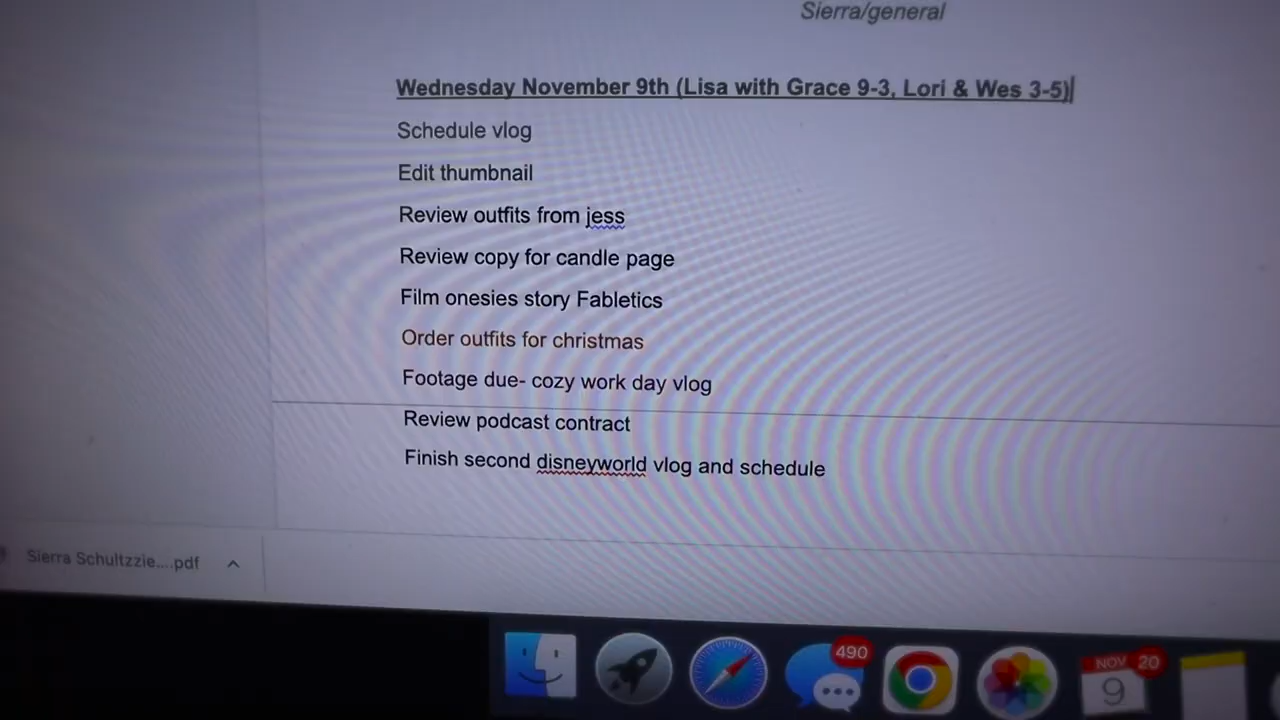 Sierra/general
Wednesday November 9th (Lisa with Grace 9-3, Lori & Wes 3-5)
Schedule vlog
Edit thumbnail
Review outfits from jess
Review copy for candle page
Film onesies story Fabletics
Order outfits for christmas
Footage due- cozy work day vlog
Review podcast contract
Finish second disneyworld vlog and schedule
Sierra Schultzzie....pdf
490
NOV 20
9